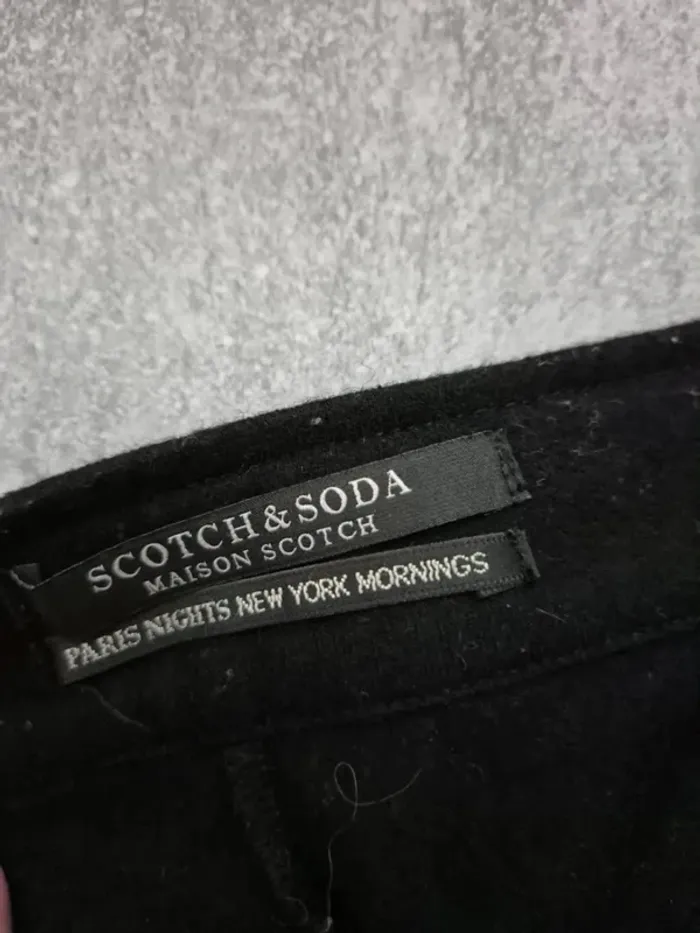 SCOTCH & SODA
MAISON SCOTCH
PARIS NIGHTS NEW YORK MORNINGS